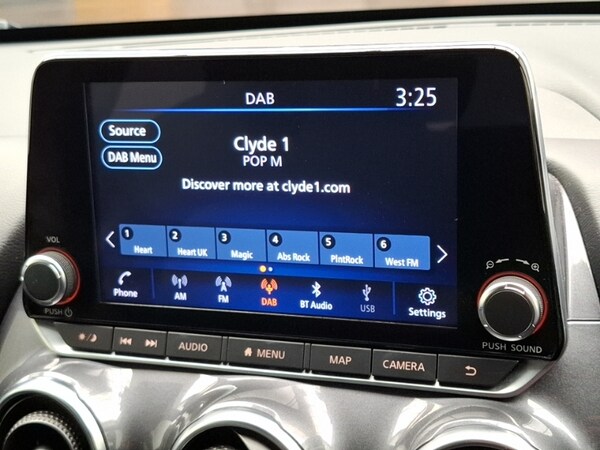 DAB
3:25
Source
DAB Menu
Clyde 1
POP M
Discover more at clyde1.com
1 Heart
2 Heart UK
3 Magic
4 Abs Rock
5 PlntRock
6 West FM
Phone
AM
FM
DAB
BT Audio
USB
Settings
VOL
PUSH
PUSH SOUND
AUDIO
MENU
MAP
CAMERA